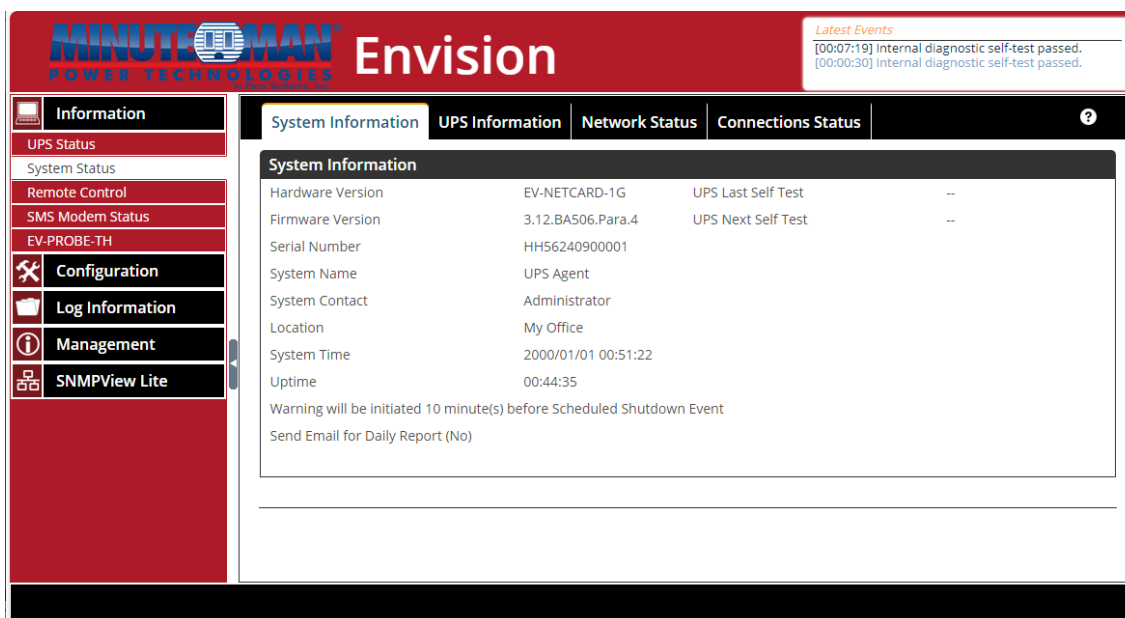 MINUTEMAN
POWER TECHNOLOGIES
by Para Systems, Inc.
Envision
Latest Events
[00:07:19] Internal diagnostic self-test passed.
[00:00:30] Internal diagnostic self-test passed.
Information
UPS Status
System Status
Remote Control
SMS Modem Status
EV-PROBE-TH
Configuration
Log Information
Management
SNMPView Lite
System Information UPS Information Network Status Connections Status ?
System Information
Hardware Version EV-NETCARD-1G UPS Last Self Test --
Firmware Version 3.12.BA506.Para.4 UPS Next Self Test --
Serial Number HH56240900001
System Name UPS Agent
System Contact Administrator
Location My Office
System Time 2000/01/01 00:51:22
Uptime 00:44:35
Warning will be initiated 10 minute(s) before Scheduled Shutdown Event
Send Email for Daily Report (No)